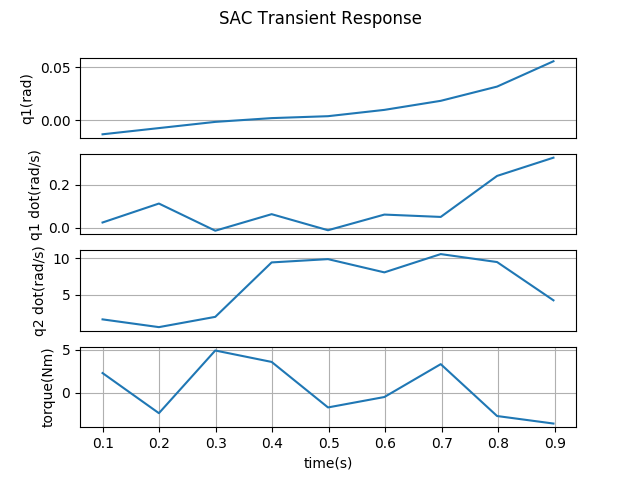 SAC Transient Response
0.05
0.00
q1(rad)
0.2
0.0
q1 dot(rad/s)
10
5
q2 dot(rad/s)
5
0
torque(Nm)
0.1 0.2 0.3 0.4 0.5 0.6 0.7 0.8 0.9
time(s)